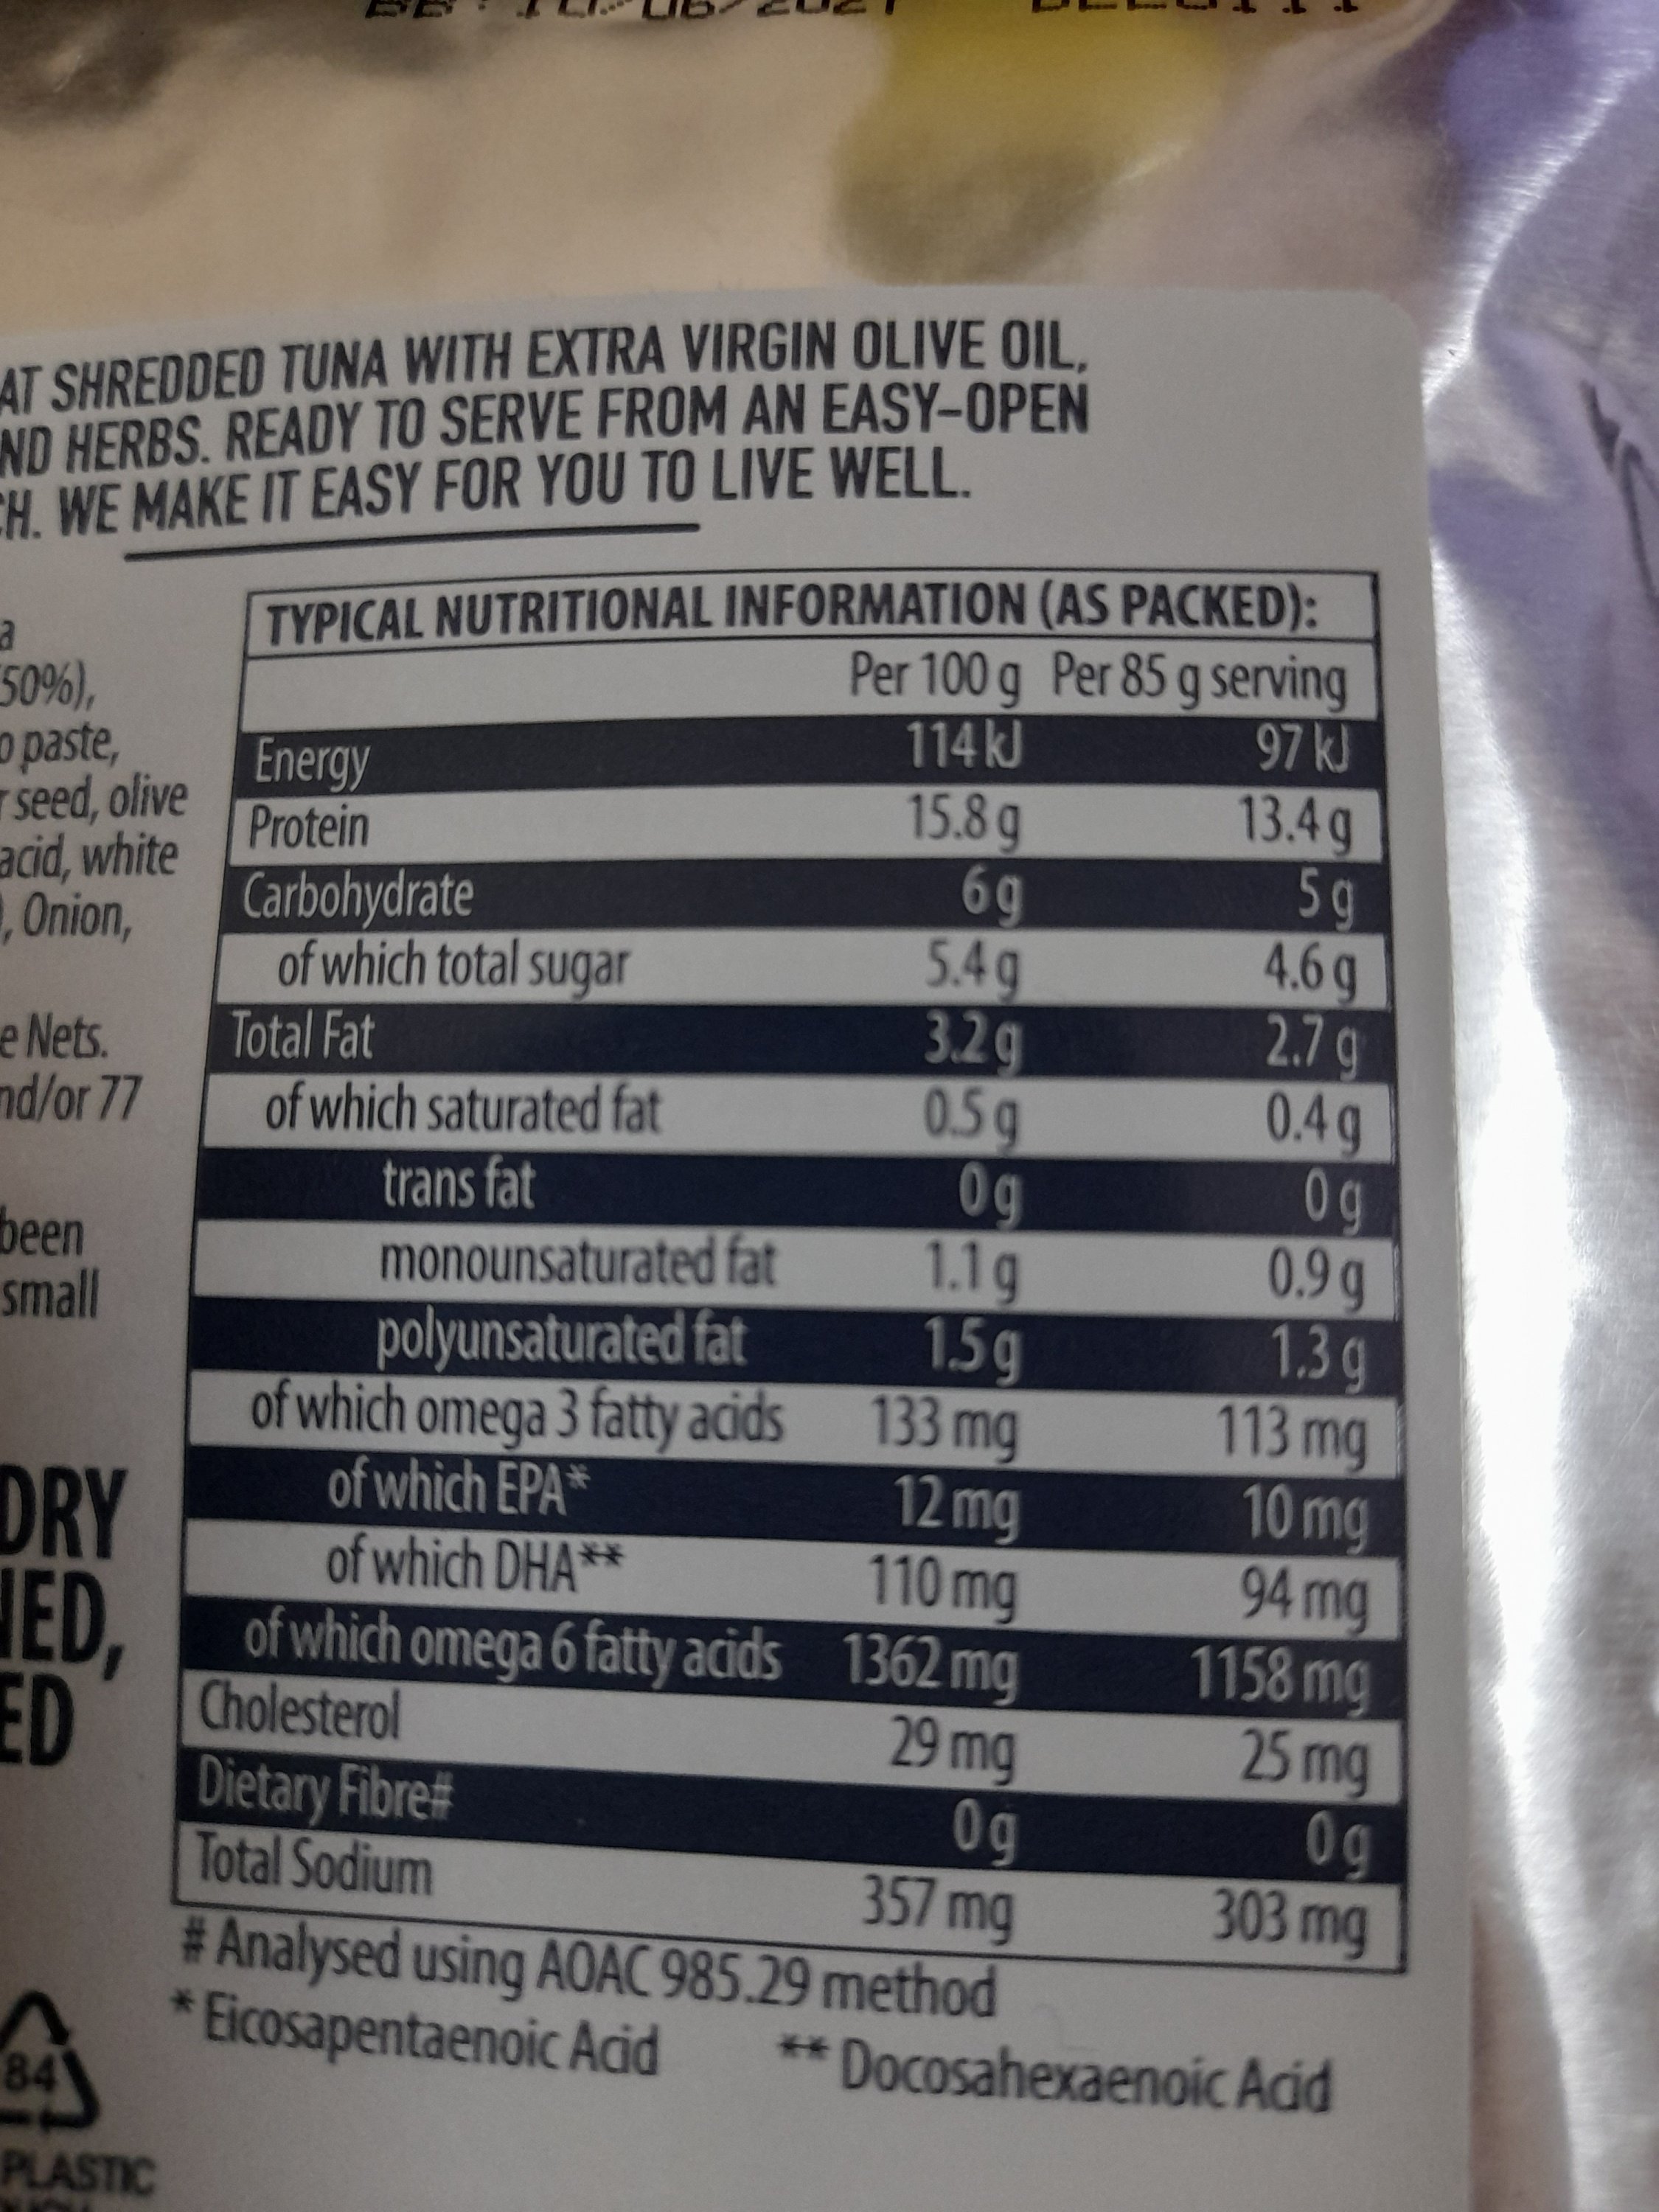 BB: 10/06/2021
AT SHREDDED TUNA WITH EXTRA VIRGIN OLIVE OIL,
ND HERBS. READY TO SERVE FROM AN EASY-OPEN
CH. WE MAKE IT EASY FOR YOU TO LIVE WELL.
a
50%),
o paste,
r seed, olive
acid, white
), Onion,
e Nets.
nd/or 77
been
small
DRY
NED,
ED
84
PLASTIC
TYPICAL NUTRITIONAL INFORMATION (AS PACKED):
Per 100 g Per 85 g serving
Energy 114 kJ 97 kJ
Protein 15.8 g 13.4 g
Carbohydrate 6 g 5 g
of which total sugar 5.4 g 4.6 g
Total Fat 3.2 g 2.7 g
of which saturated fat 0.5 g 0.4 g
trans fat 0 g 0 g
monounsaturated fat 1.1 g 0.9 g
polyunsaturated fat 1.5 g 1.3 g
of which omega 3 fatty acids 133 mg 113 mg
of which EPA* 12 mg 10 mg
of which DHA** 110 mg 94 mg
of which omega 6 fatty acids 1362 mg 1158 mg
Cholesterol 29 mg 25 mg
Dietary Fibre# 0 g 0 g
Total Sodium 357 mg 303 mg
# Analysed using AOAC 985.29 method
* Eicosapentaenoic Acid ** Docosahexaenoic Acid